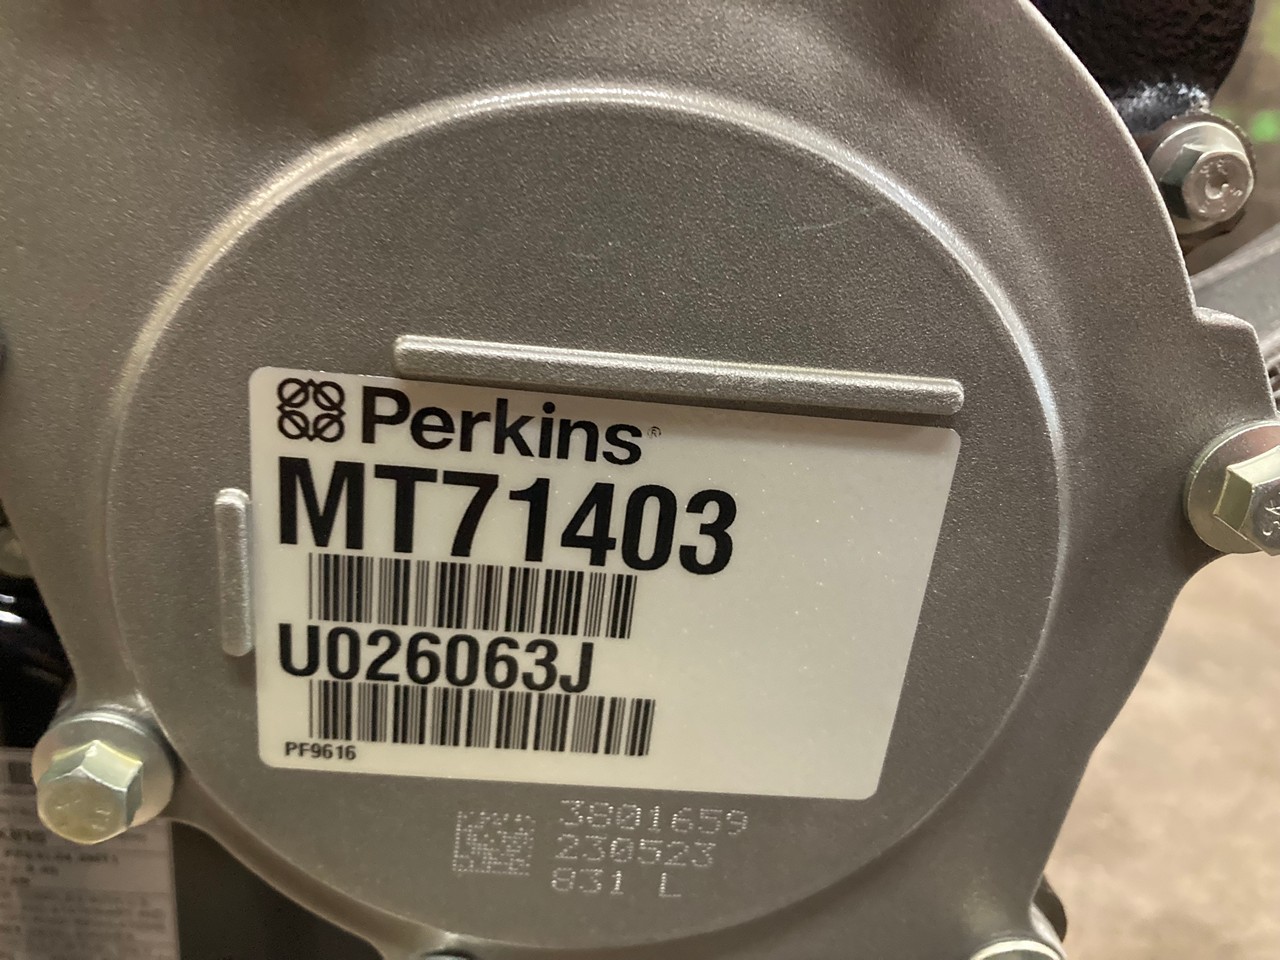 Perkins®
MT71403
U026063J
PF9616
3801659
230523
831 L